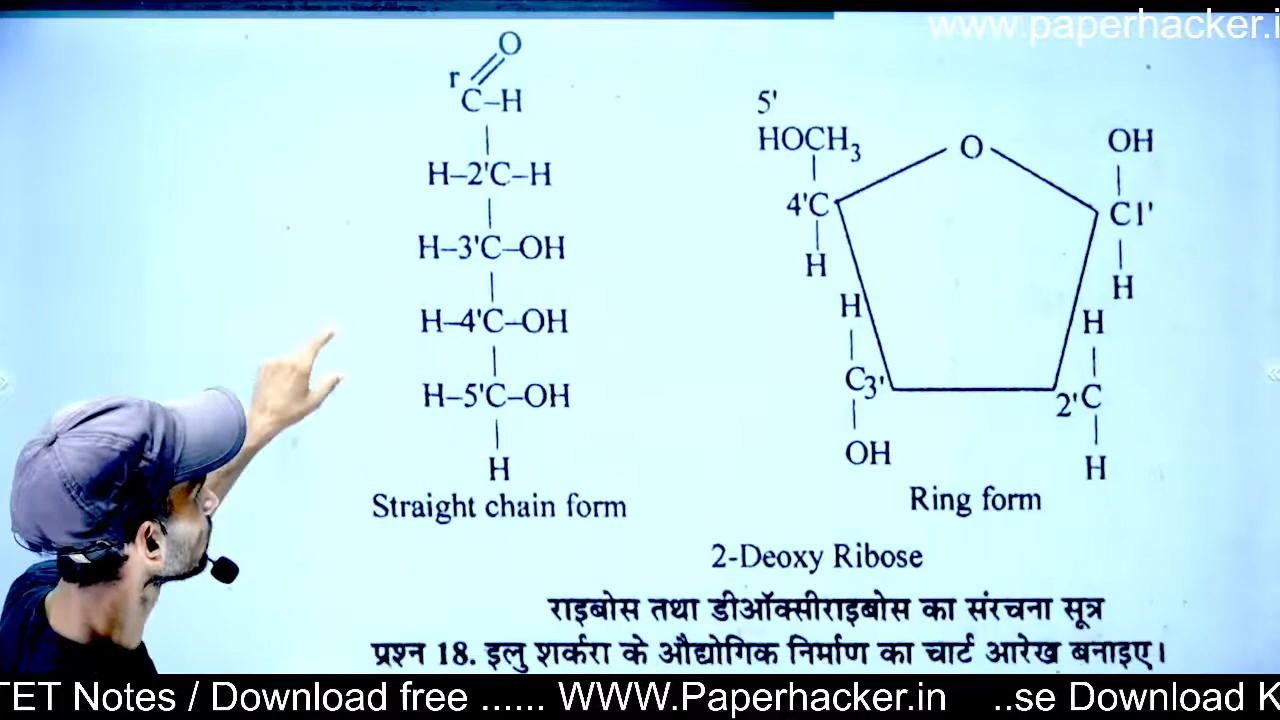 www.paperhacker.i
O
r
C–H
H–2'C–H
H–3'C–OH
H–4'C–OH
H–5'C–OH
H
Straight chain form
5'
HOCH3
O
OH
4'C
C1'
H
H
H
H
C3'
2'C
OH
H
Ring form
2-Deoxy Ribose
राइबोस तथा डीऑक्सीराइबोस का संरचना सूत्र
प्रश्न 18. इलु शर्करा के औद्योगिक निर्माण का चार्ट आरेख बनाइए।
TET Notes / Download free ...... WWW.Paperhacker.in ..se Download K